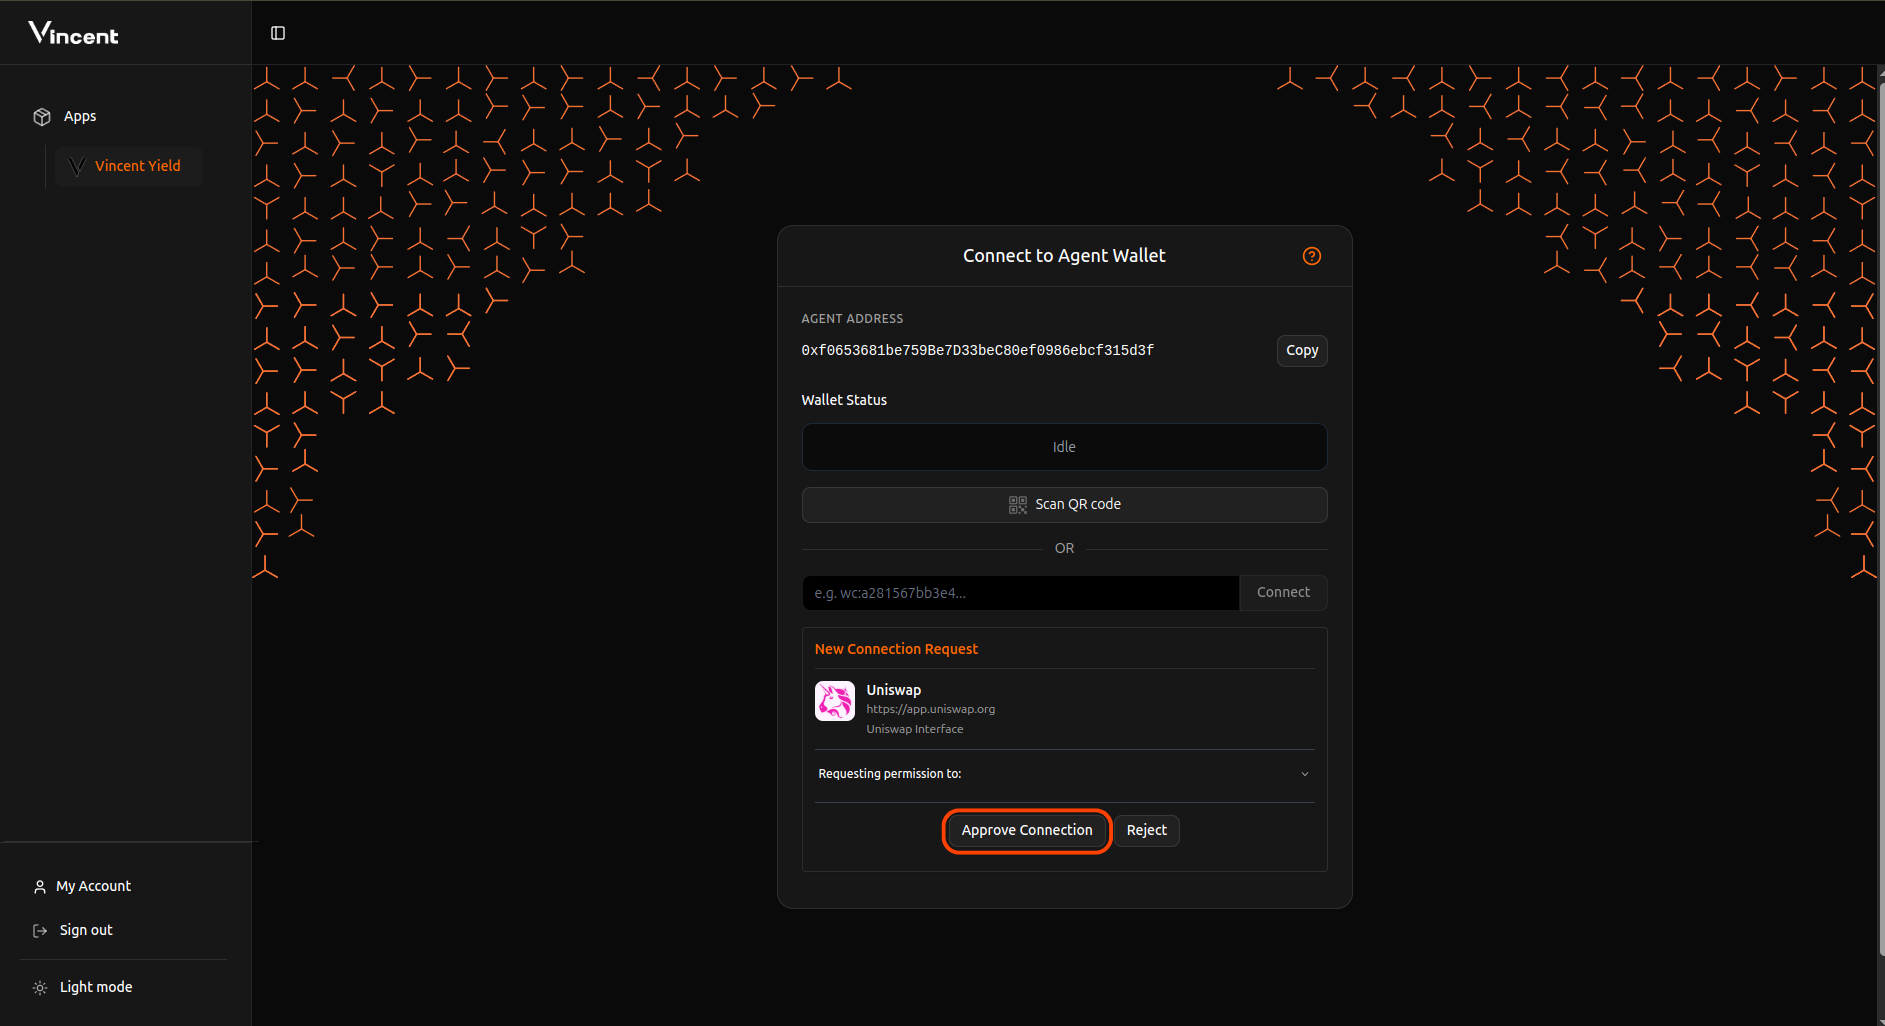 Vincent
Apps
Vincent Yield
Connect to Agent Wallet
AGENT ADDRESS
0xf0653681be759Be7D33beC80ef0986ebcf315d3f
Copy
Wallet Status
Idle
Scan QR code
OR
e.g. wc:a281567bb3e4...
Connect
New Connection Request
Uniswap
https://app.uniswap.org
Uniswap Interface
Requesting permission to:
Approve Connection
Reject
My Account
Sign out
Light mode